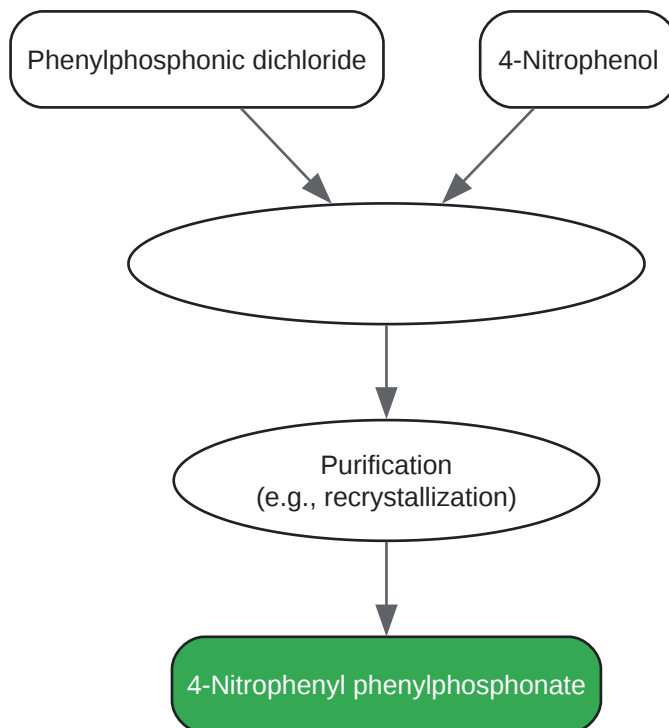 Phenylphosphonic dichloride
4-Nitrophenol
Purification
(e.g., recrystallization)
4-Nitrophenyl phenylphosphonate